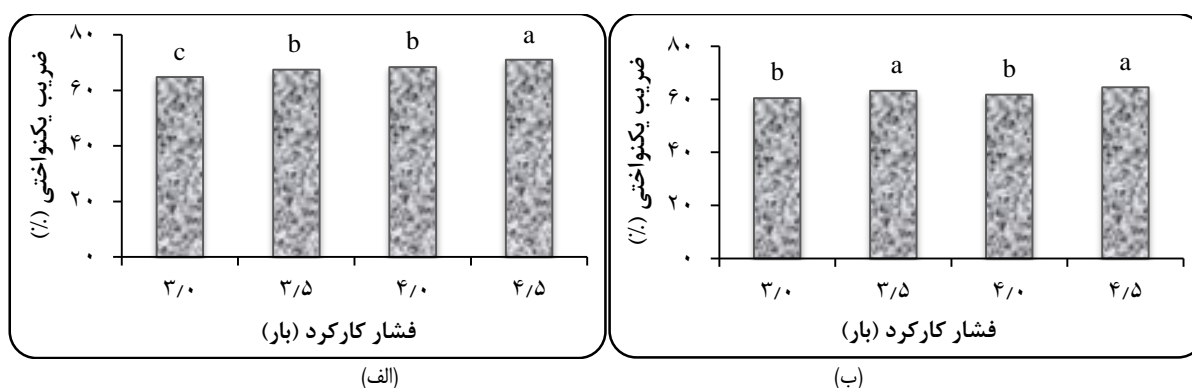 ضریب یکنواختی (%)
۸۰
۶۰
۴۰
۲۰
۰
c b b a
۳/۰ ۳/۵ ۴/۰ ۴/۵
فشار کارکرد (بار)
(الف)
ضریب یکنواختی (%)
۸۰
۶۰
۴۰
۲۰
۰
b a b a
۳/۰ ۳/۵ ۴/۰ ۴/۵
فشار کارکرد (بار)
(ب)